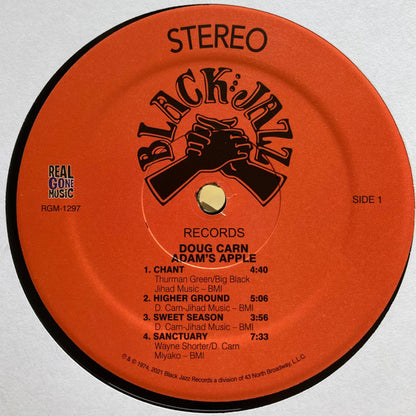 STEREO
BLACK JAZZ
REAL
GONE
MUSIC
RGM-1297
SIDE 1
RECORDS
DOUG CARN
ADAM'S APPLE
1. CHANT 4:40
Thurman Green/Big Black
Jihad Music – BMI
2. HIGHER GROUND 5:06
D. Carn-Jihad Music – BMI
3. SWEET SEASON 3:56
D. Carn-Jihad Music – BMI
4. SANCTUARY 7:33
Wayne Shorter/D. Carn
Miyako – BMI
℗ & © 1974, 2021 Black Jazz Records a division of 43 North Broadway, L.L.C.